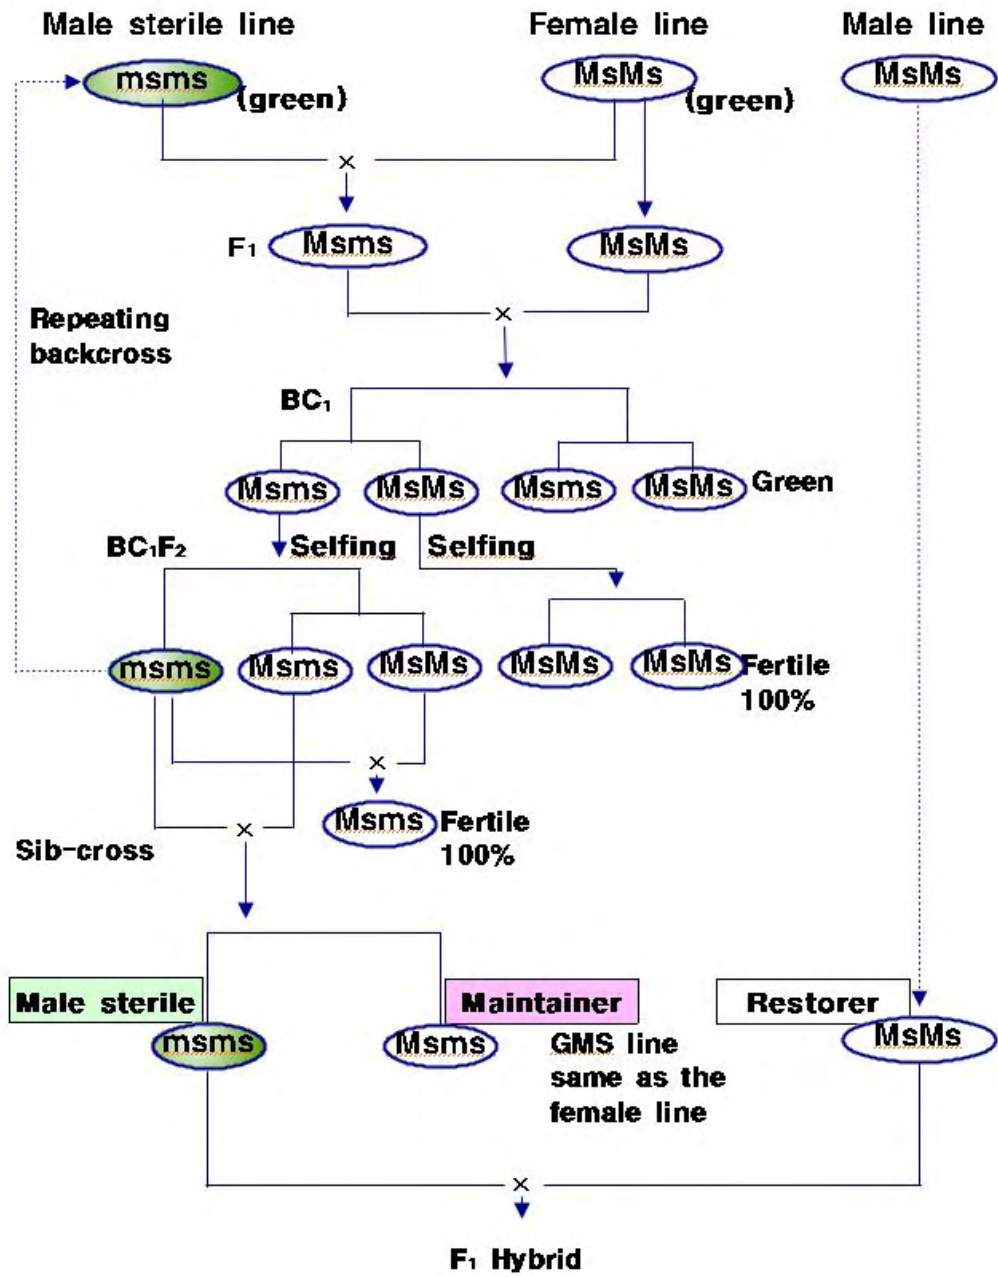 Male sterile line
Female line
Male line
msms
(green)
MsMs
(green)
MsMs
×
F₁
Msms
MsMs
×
Repeating
backcross
BC₁
Msms
MsMs
Msms
MsMs
Green
BC₁F₂
Selfing
Selfing
msms
Msms
MsMs
MsMs
MsMs
Fertile
100%
×
Msms
Fertile
100%
×
Sib-cross
Male sterile
Maintainer
Restorer
msms
Msms
GMS line
same as the
female line
MsMs
×
F₁ Hybrid